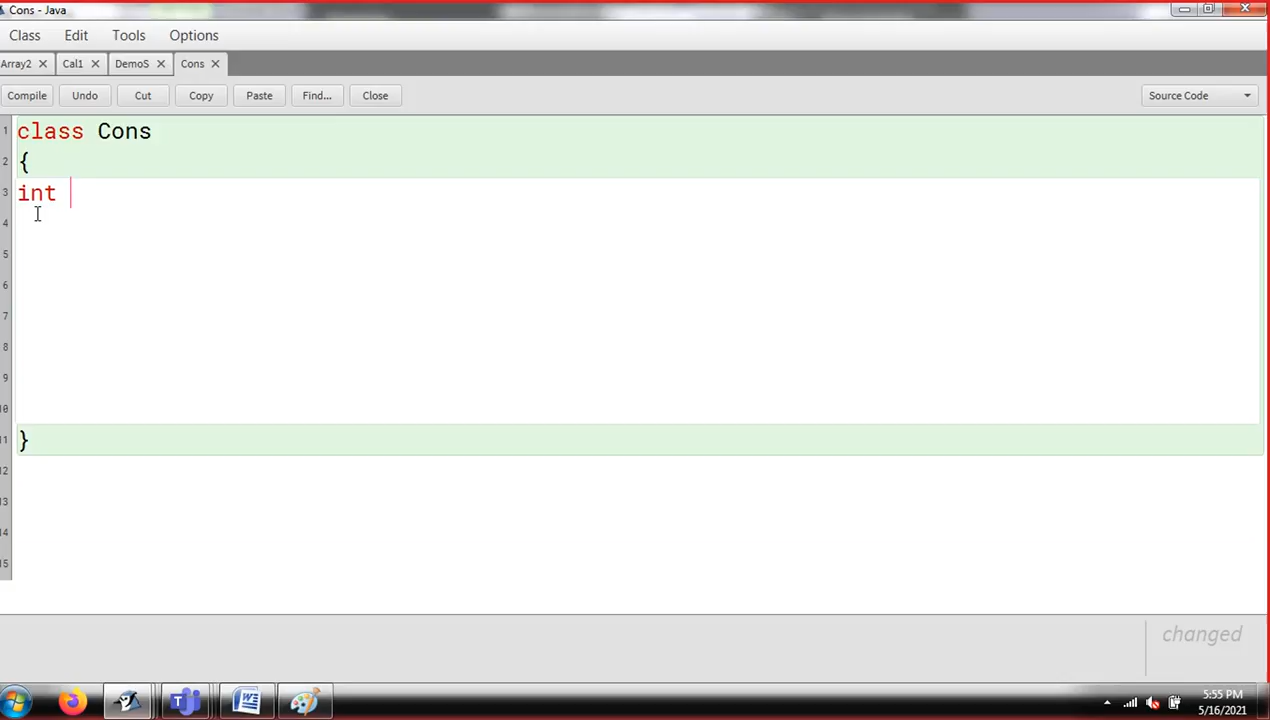 Cons - Java
Class Edit Tools Options
Array2 Cal1 DemoS Cons
Compile Undo Cut Copy Paste Find... Close Source Code
1 class Cons
2 {
3 int
4
5
6
7
8
9
10
11 }
12
13
14
15
changed
5:55 PM
5/16/2021